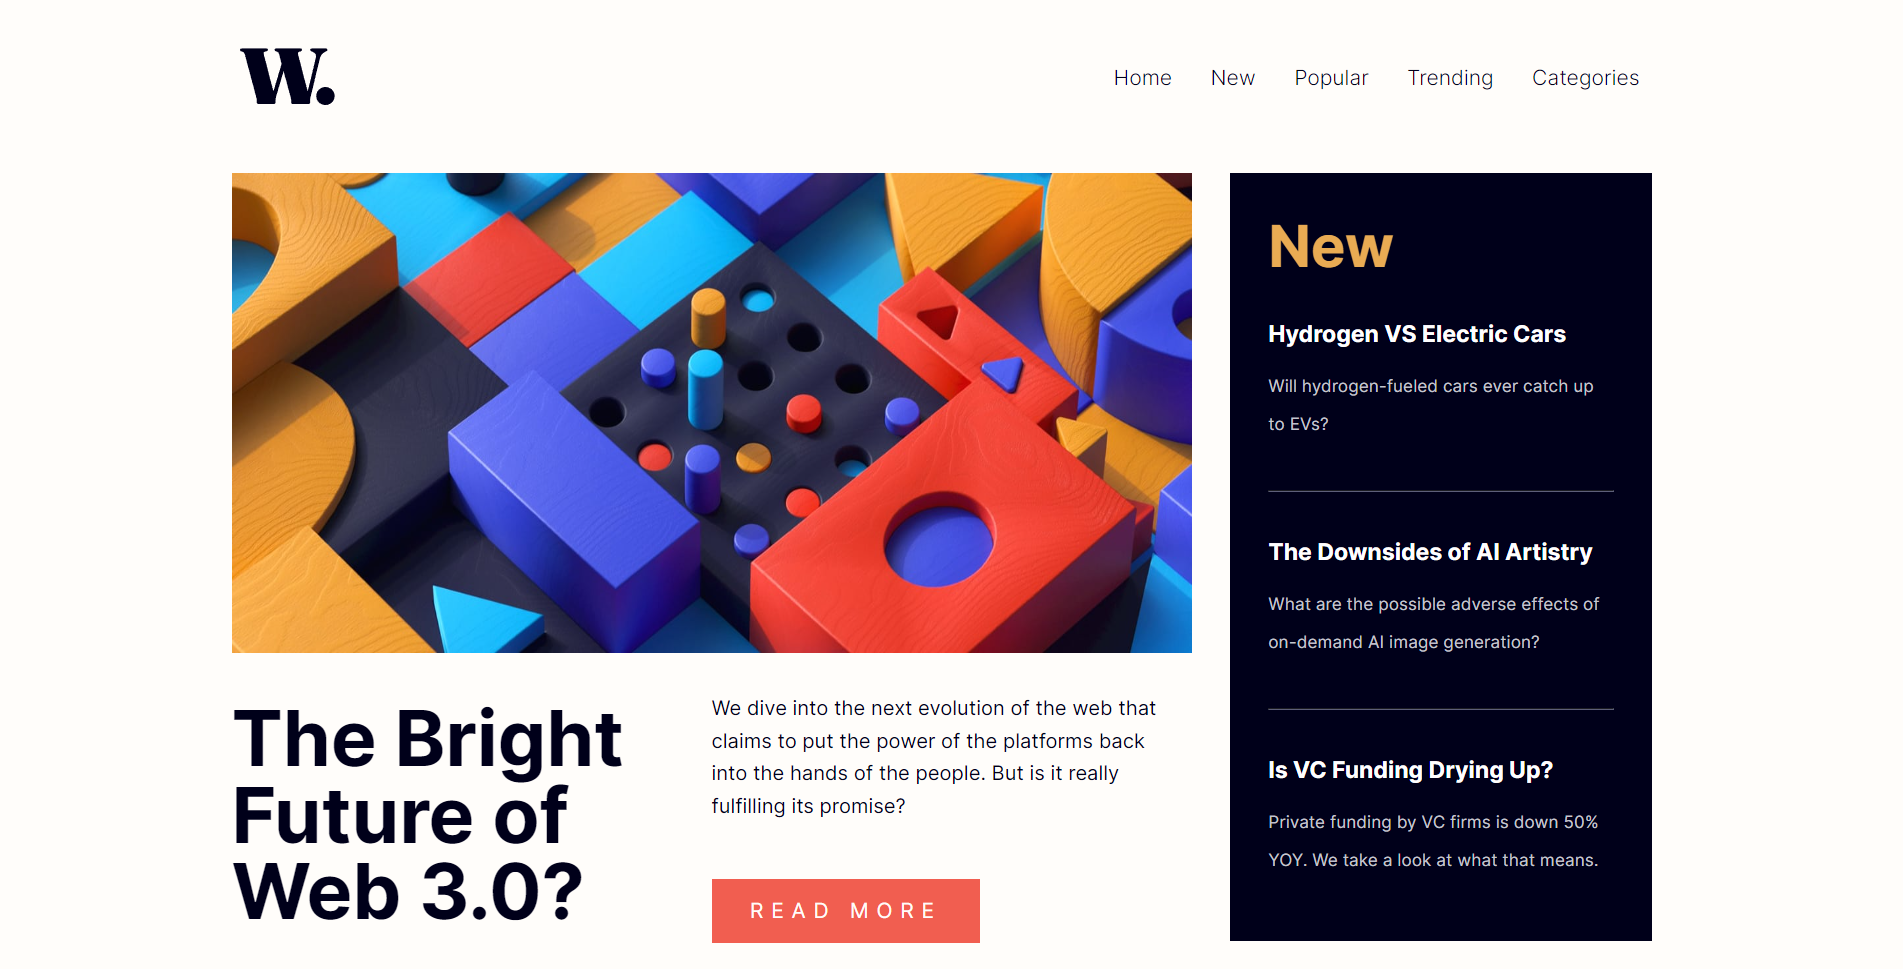 W.
Home New Popular Trending Categories
The Bright
Future of
Web 3.0?
We dive into the next evolution of the web that
claims to put the power of the platforms back
into the hands of the people. But is it really
fulfilling its promise?
READ MORE
New
Hydrogen VS Electric Cars
Will hydrogen-fueled cars ever catch up
to EVs?
The Downsides of AI Artistry
What are the possible adverse effects of
on-demand AI image generation?
Is VC Funding Drying Up?
Private funding by VC firms is down 50%
YOY. We take a look at what that means.